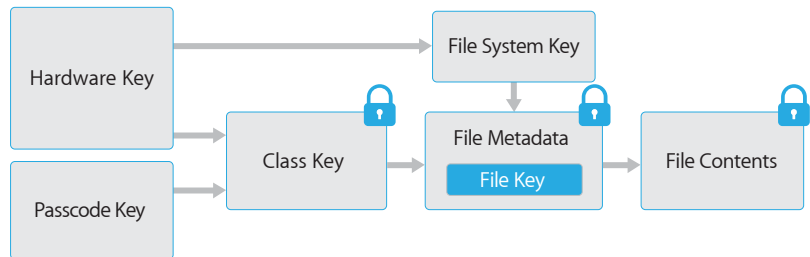 Hardware Key
File System Key
Class Key
File Metadata
File Key
File Contents
Passcode Key